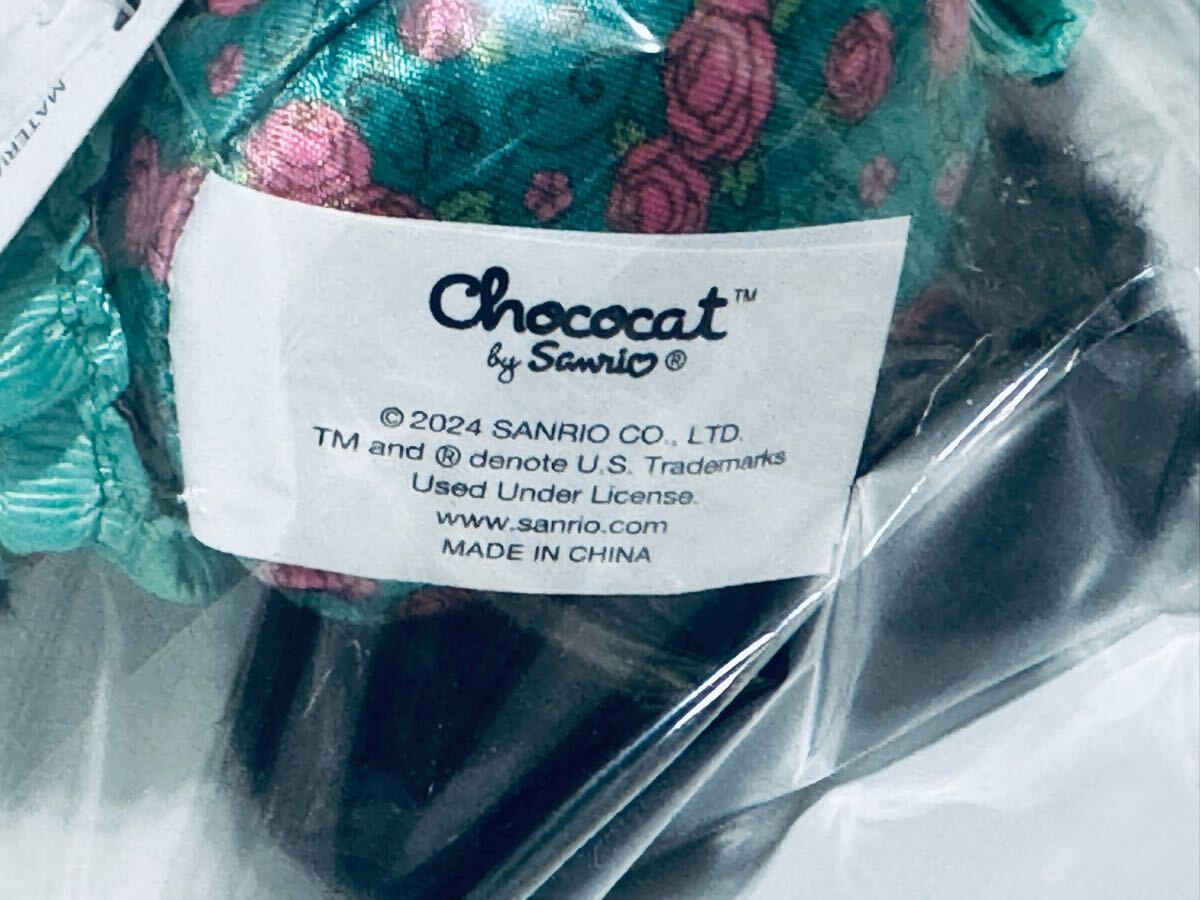 Chococat™
by Sanrio®
© 2024 SANRIO CO., LTD.
TM and ® denote U.S. Trademarks
Used Under License.
www.sanrio.com
MADE IN CHINA